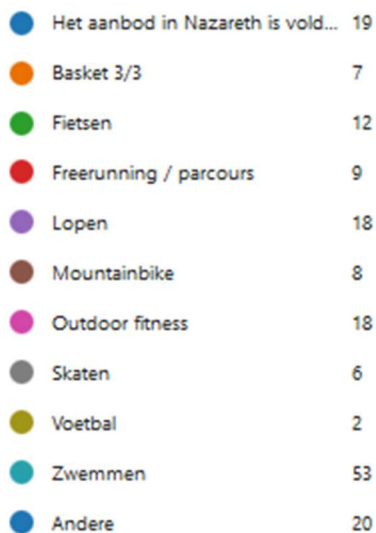 Het aanbod in Nazareth is vold... 19
Basket 3/3 7
Fietsen 12
Freerunning / parcours 9
Lopen 18
Mountainbike 8
Outdoor fitness 18
Skaten 6
Voetbal 2
Zwemmen 53
Andere 20